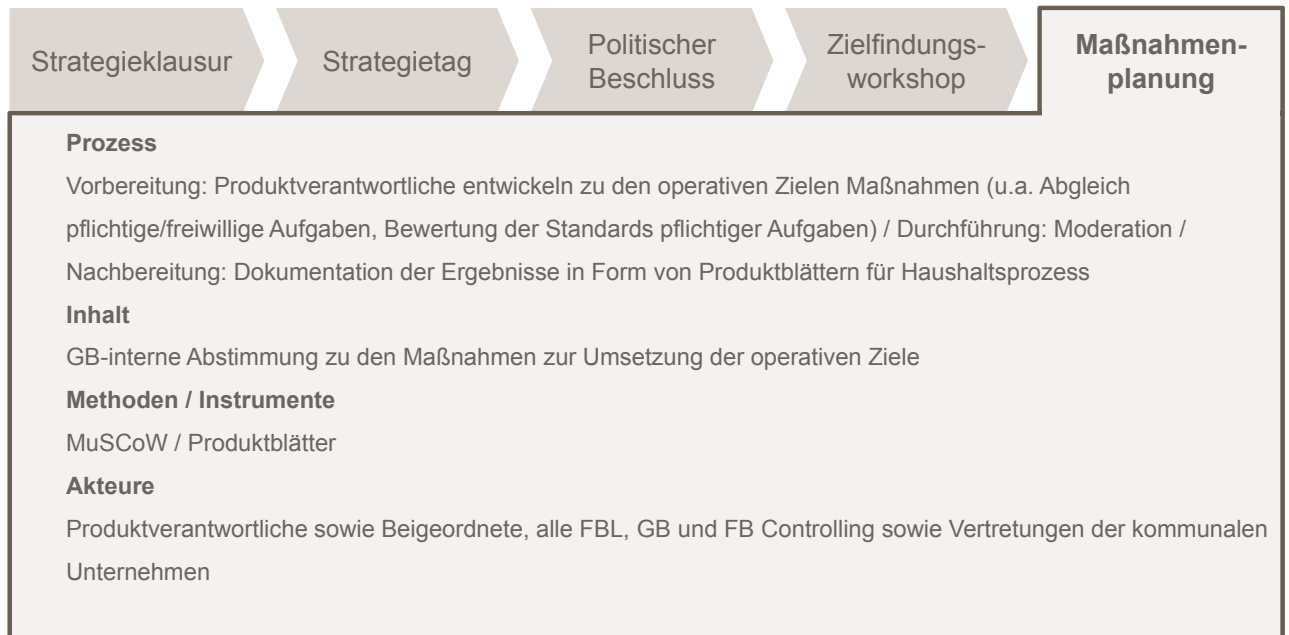 Strategieklausur
Strategietag
Politischer
Beschluss
Zielfindungs-
workshop
Maßnahmen-
planung
Prozess
Vorbereitung: Produktverantwortliche entwickeln zu den operativen Zielen Maßnahmen (u.a. Abgleich
pflichtige/freiwillige Aufgaben, Bewertung der Standards pflichtiger Aufgaben) / Durchführung: Moderation /
Nachbereitung: Dokumentation der Ergebnisse in Form von Produktblättern für Haushaltsprozess
Inhalt
GB-interne Abstimmung zu den Maßnahmen zur Umsetzung der operativen Ziele
Methoden / Instrumente
MuSCoW / Produktblätter
Akteure
Produktverantwortliche sowie Beigeordnete, alle FBL, GB und FB Controlling sowie Vertretungen der kommunalen
Unternehmen